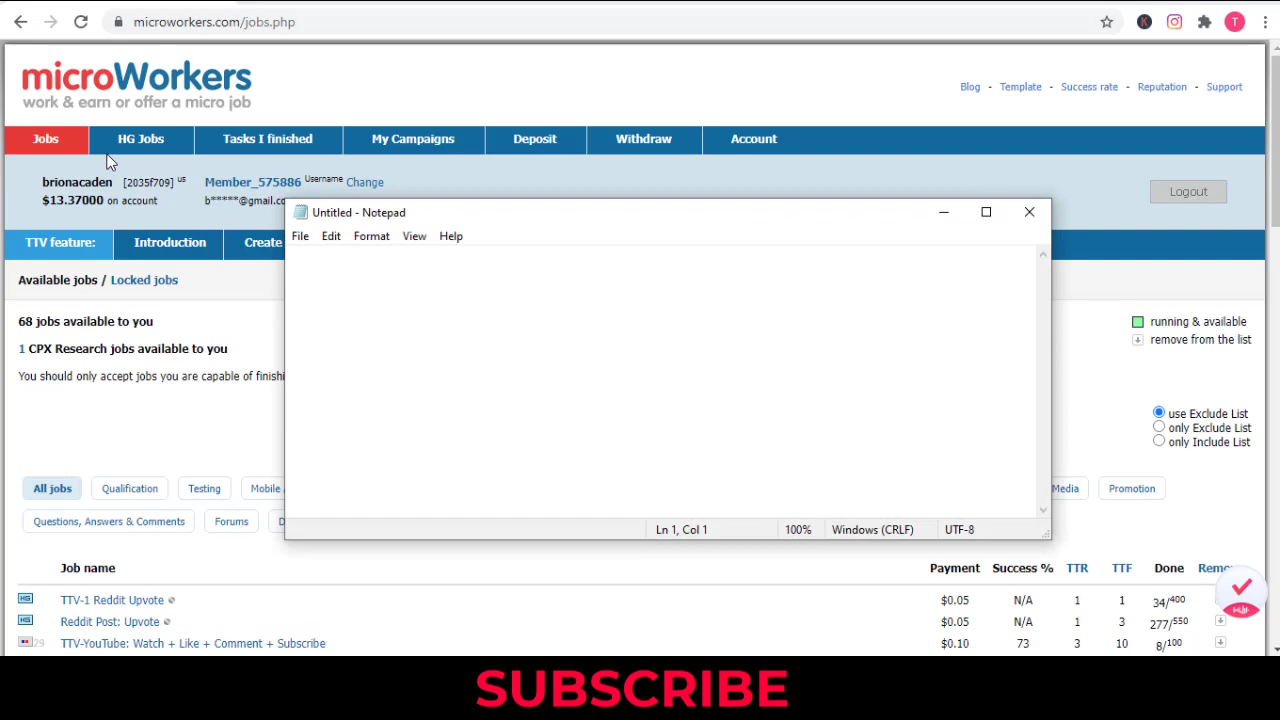 microworkers.com/jobs.php
K
T
microWorkers
work & earn or offer a micro job
Blog - Template - Success rate - Reputation - Support
Jobs HG Jobs Tasks I finished My Campaigns Deposit Withdraw Account
brionacaden [2035f709] us Member_575886 Username Change
$13.37000 on account b*****@gmail.co
Logout
Untitled - Notepad
File Edit Format View Help
TTV feature: Introduction Create
Available jobs / Locked jobs
68 jobs available to you
running & available
1 CPX Research jobs available to you
remove from the list
You should only accept jobs you are capable of finishi
use Exclude List
only Exclude List
only Include List
All jobs Qualification Testing Mobile Media Promotion
Questions, Answers & Comments Forums D
Ln 1, Col 1 100% Windows (CRLF) UTF-8
Job name Payment Success % TTR TTF Done Remo
HG TTV-1 Reddit Upvote $0.05 N/A 1 1 34/400
HG Reddit Post: Upvote $0.05 N/A 1 3 277/550
29 TTV-YouTube: Watch + Like + Comment + Subscribe $0.10 73 3 10 8/100
SUBSCRIBE